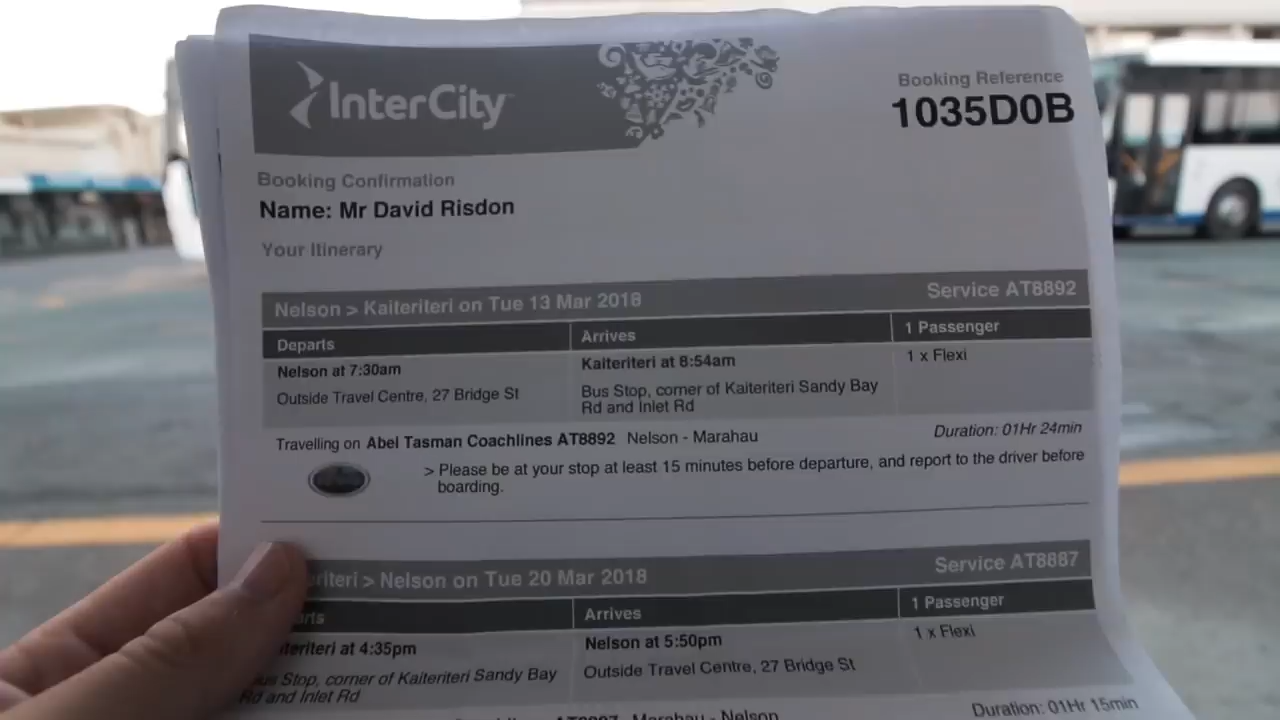 InterCity
Booking Reference
1035D0B
Booking Confirmation
Name: Mr David Risdon
Your Itinerary
Nelson > Kaiteriteri on Tue 13 Mar 2018 Service AT8892
Departs Arrives 1 Passenger
Nelson at 7:30am Kaiteriteri at 8:54am 1 x Flexi
Outside Travel Centre, 27 Bridge St Bus Stop, corner of Kaiteriteri Sandy Bay
Rd and Inlet Rd
Travelling on Abel Tasman Coachlines AT8892 Nelson - Marahau Duration: 01Hr 24min
> Please be at your stop at least 15 minutes before departure, and report to the driver before
boarding.
riteri > Nelson on Tue 20 Mar 2018 Service AT8887
arts Arrives 1 Passenger
teriteri at 4:35pm Nelson at 5:50pm 1 x Flexi
Bus Stop, corner of Kaiteriteri Sandy Bay Outside Travel Centre, 27 Bridge St
Rd and Inlet Rd
Marahau - Nelson Duration: 01Hr 15min